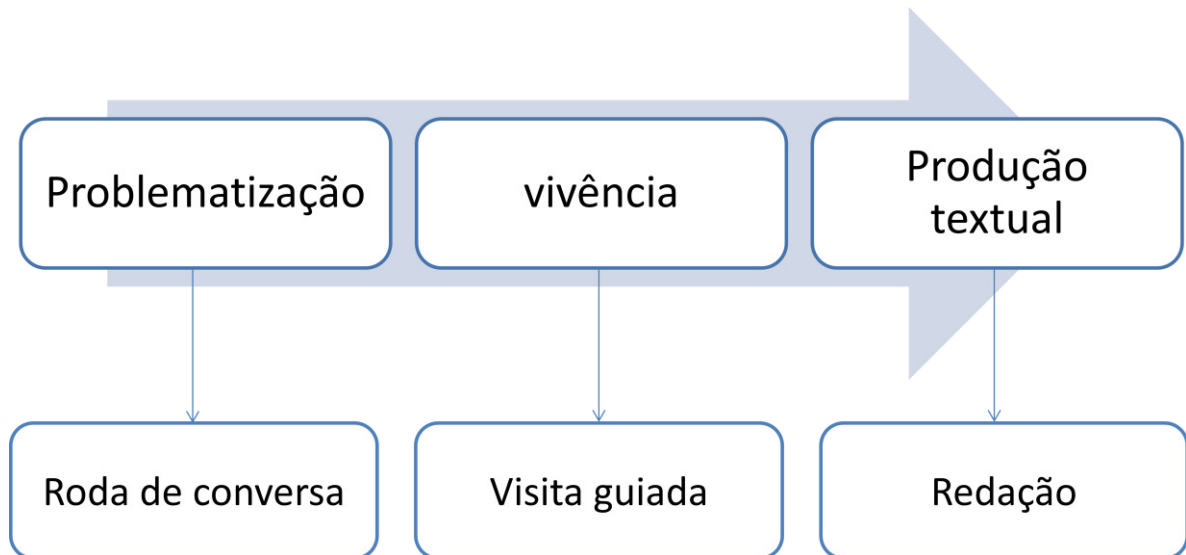 Problematização
vivência
Produção
textual
Roda de conversa
Visita guiada
Redação